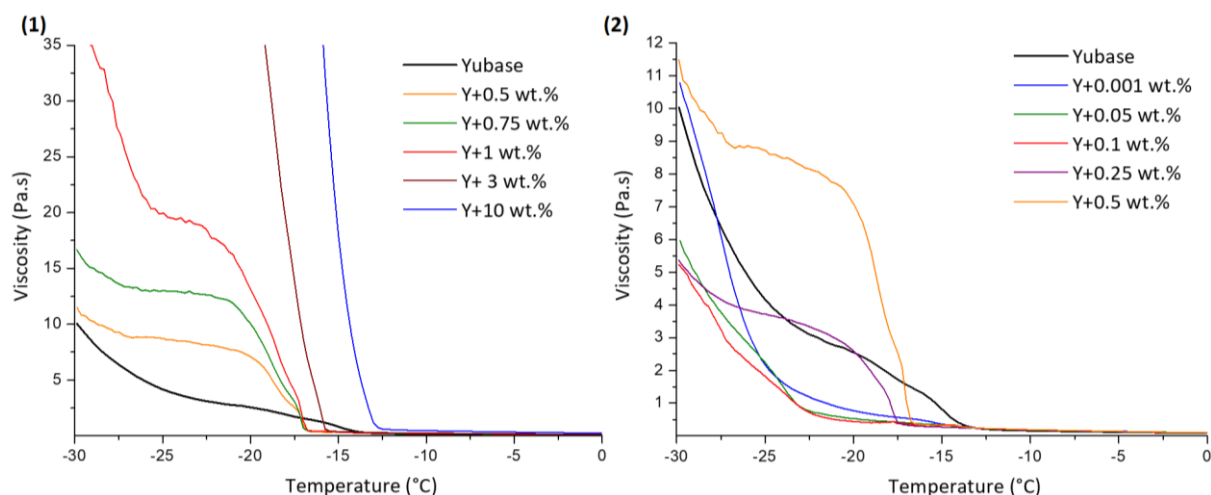 (1)
35
30
25
20
15
10
5
Viscosity (Pa.s)
Yubase
Y+0.5 wt.%
Y+0.75 wt.%
Y+1 wt.%
Y+ 3 wt.%
Y+10 wt.%
-30
-25
-20
-15
-10
-5
0
Temperature (°C)
(2)
12
11
10
9
8
7
6
5
4
3
2
1
Viscosity (Pa.s)
Yubase
Y+0.001 wt.%
Y+0.05 wt.%
Y+0.1 wt.%
Y+0.25 wt.%
Y+0.5 wt.%
-30
-25
-20
-15
-10
-5
0
Temperature (°C)